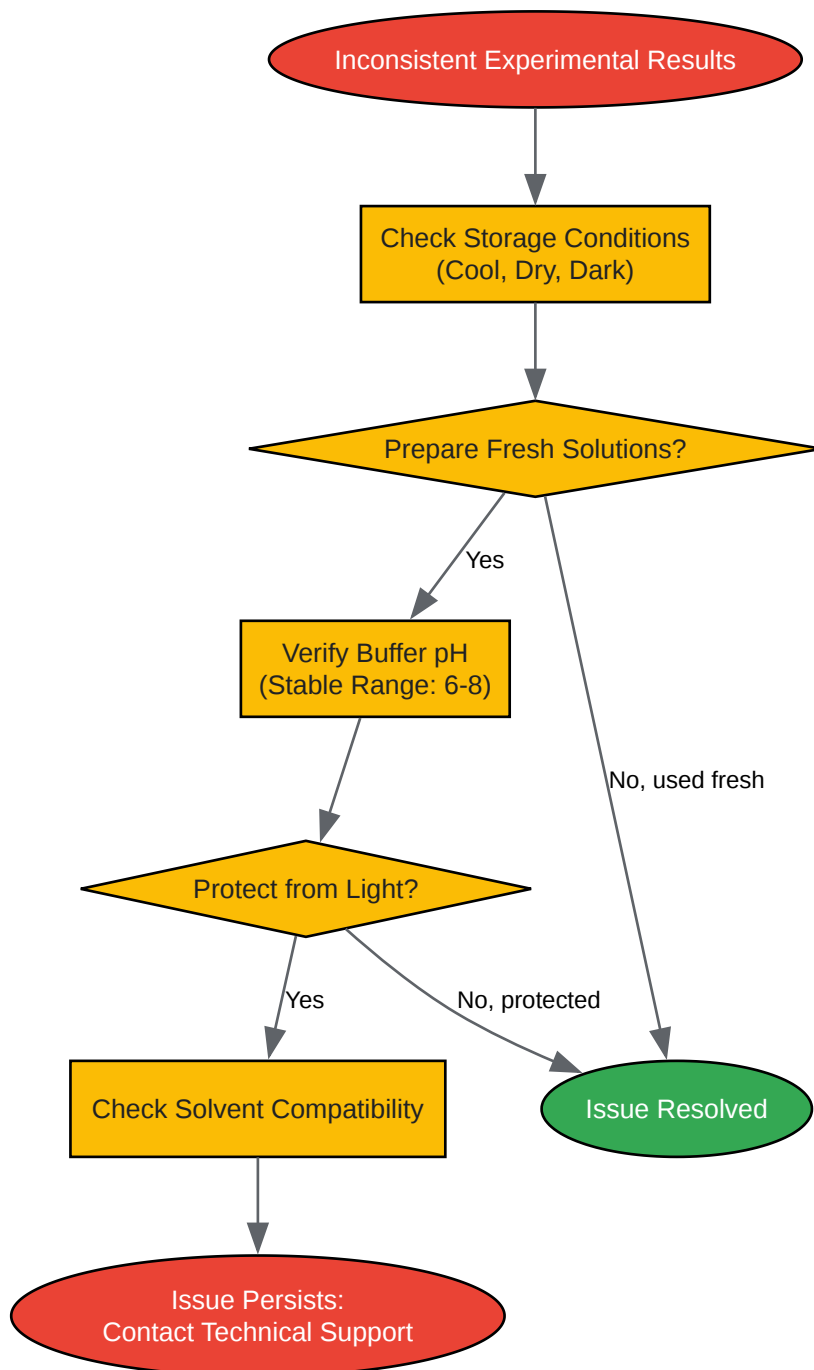 Inconsistent Experimental Results
Check Storage Conditions
(Cool, Dry, Dark)
Prepare Fresh Solutions?
Yes
Verify Buffer pH
(Stable Range: 6-8)
No, used fresh
Protect from Light?
Yes
No, protected
Check Solvent Compatibility
Issue Resolved
Issue Persists:
Contact Technical Support